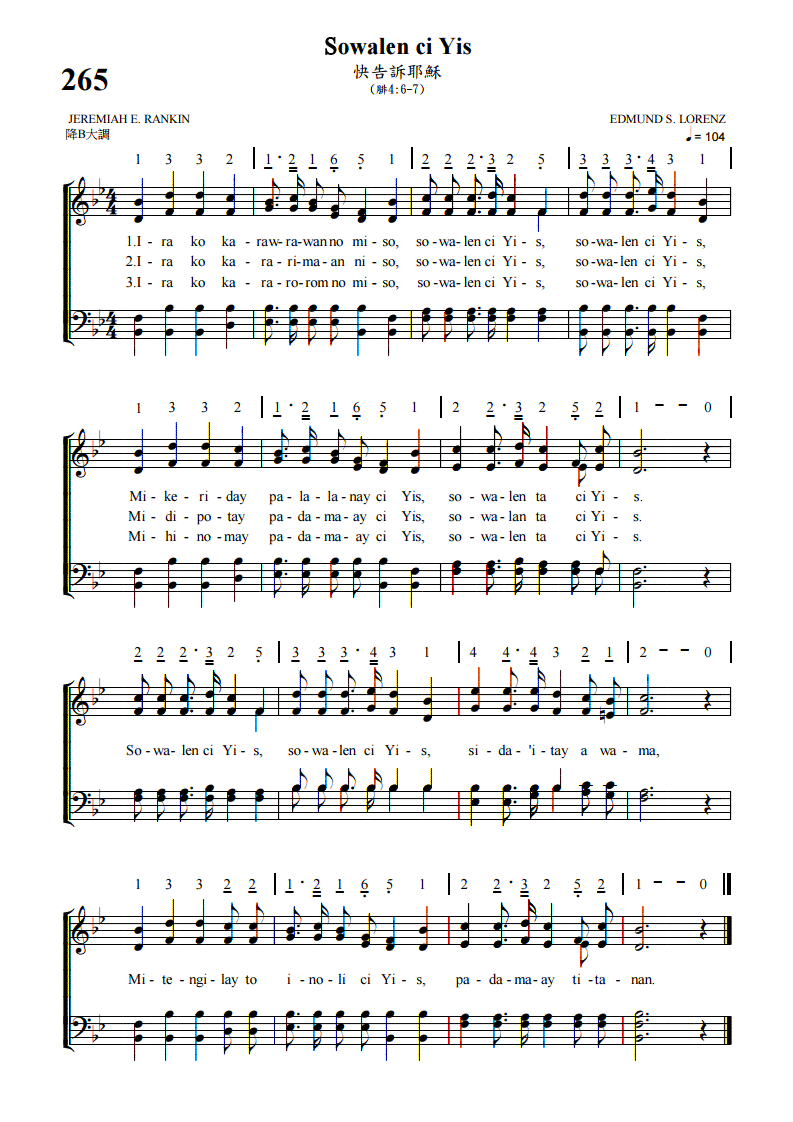 Sowalen ci Yis
快告訴耶穌
(腓4:6-7)
265
JEREMIAH E. RANKIN
EDMUND S. LORENZ
降B大調
♩ = 104
1 3 3 2 | 1 · 2 1 6 5 1 | 2 2 2 · 3 2 5 | 3 3 3 · 4 3 1 |
1.I - ra ko ka - raw-ra-wan no mi - so, so-wa-len ci Yi - s, so-wa-len ci Yi - s,
2.I - ra ko ka - ra - ri-ma - an ni - so, so-wa-len ci Yi - s, so-wa-len ci Yi - s,
3.I - ra ko ka - ra - ro-rom no mi - so, so-wa-len ci Yi - s, so-wa-len ci Yi - s,
1 3 3 2 | 1 · 2 1 6 5 1 | 2 2 · 3 2 5 2 | 1 – – 0 |
Mi - ke - ri - day pa - la - la - nay ci Yis, so - wa-len ta ci Yi - s.
Mi - di - po - tay pa - da - ma - ay ci Yis, so - wa-lan ta ci Yi - s.
Mi - hi - no - may pa - da - ma - ay ci Yis, so - wa-len ta ci Yi - s.
2 2 2 · 3 2 5 | 3 3 3 · 4 3 1 | 4 4 · 4 3 2 1 | 2 – – 0 |
So - wa - len ci Yi - s, so - wa - len ci Yi - s, si - da - 'i - tay a wa - ma,
1 3 3 2 2 | 1 · 2 1 6 5 1 | 2 2 · 3 2 5 2 | 1 – – 0 ||
Mi - te - ngi - lay to i - no - li ci Yi - s, pa - da - ma - ay ti - ta - nan.